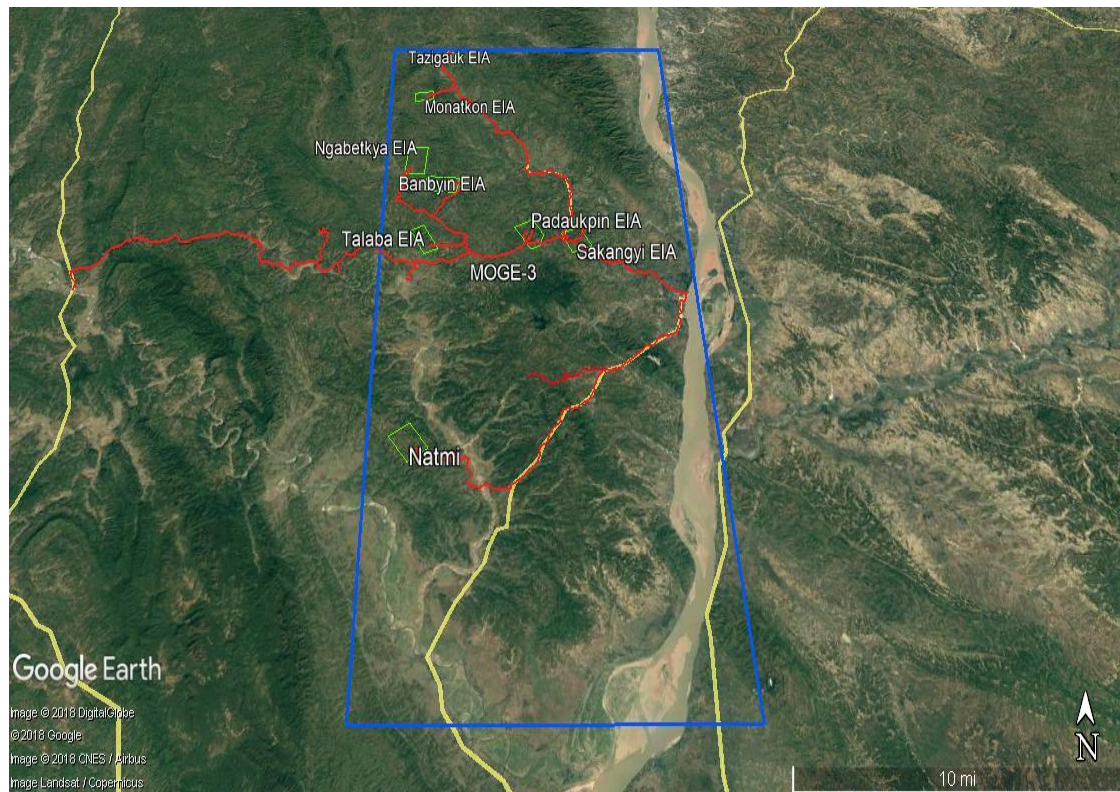 Tazigauk EIA
Monatkon EIA
Ngabetkya EIA
Banbyin EIA
Padaukpin EIA
Talaba EIA
Sakangyi EIA
MOGE-3
Natmi
Google Earth
Image © 2018 DigitalGlobe
© 2018 Google
Image © 2018 CNES / Airbus
Image Landsat / Copernicus
N
10 mi